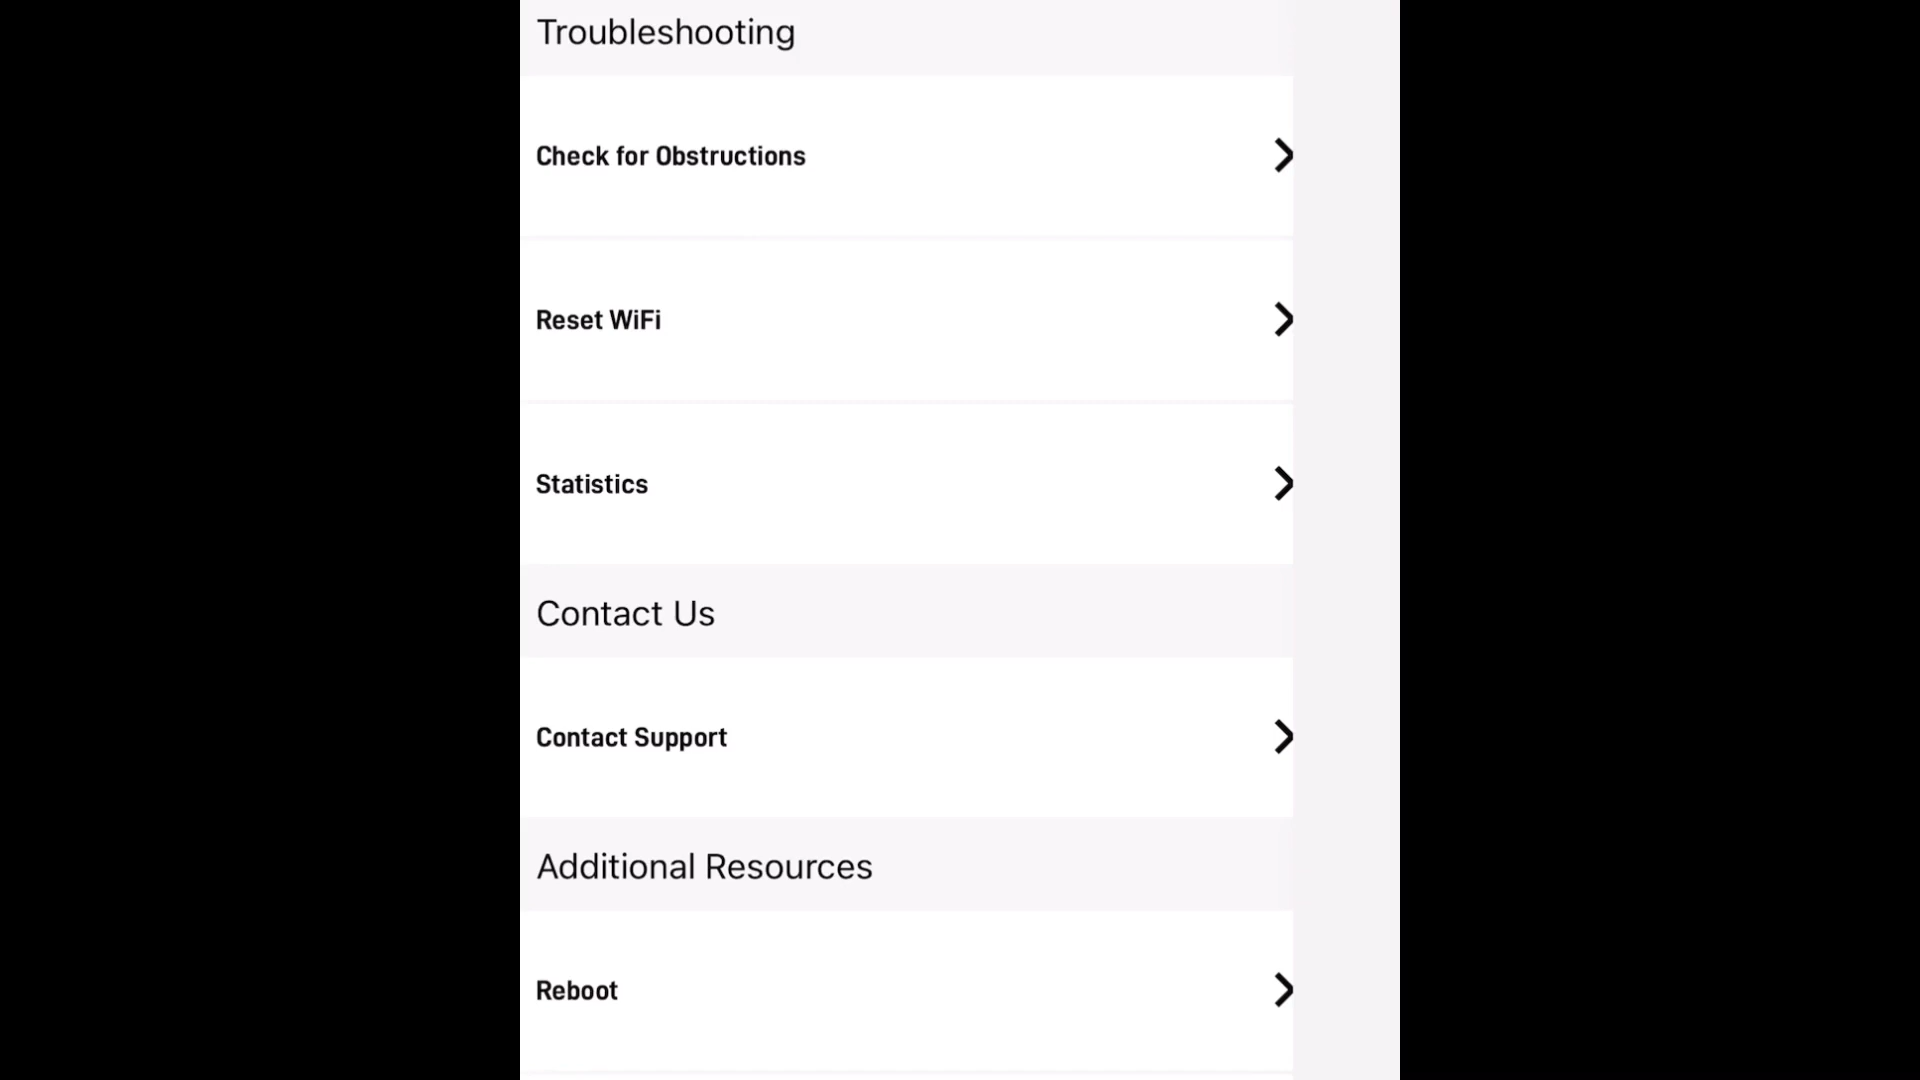 Troubleshooting
Check for Obstructions
Reset WiFi
Statistics
Contact Us
Contact Support
Additional Resources
Reboot